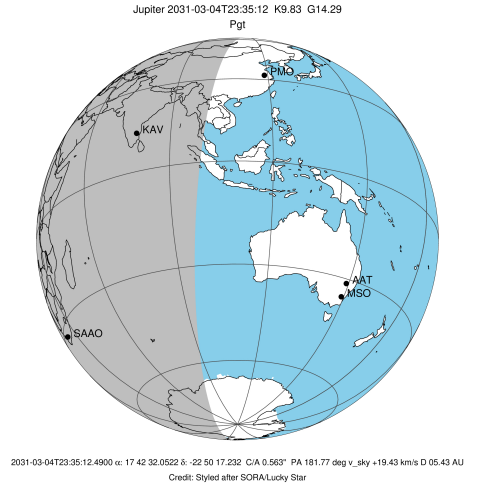 Jupiter 2031-03-04T23:35:12 K9.83 G14.29
Pgt
PMO
KAV
AAT
MSO
SAAO
2031-03-04T23:35:12.4900 α: 17 42 32.0522 δ: -22 50 17.232 C/A 0.563" PA 181.77 deg v_sky +19.43 km/s D 05.43 AU
Credit: Styled after SORA/Lucky Star